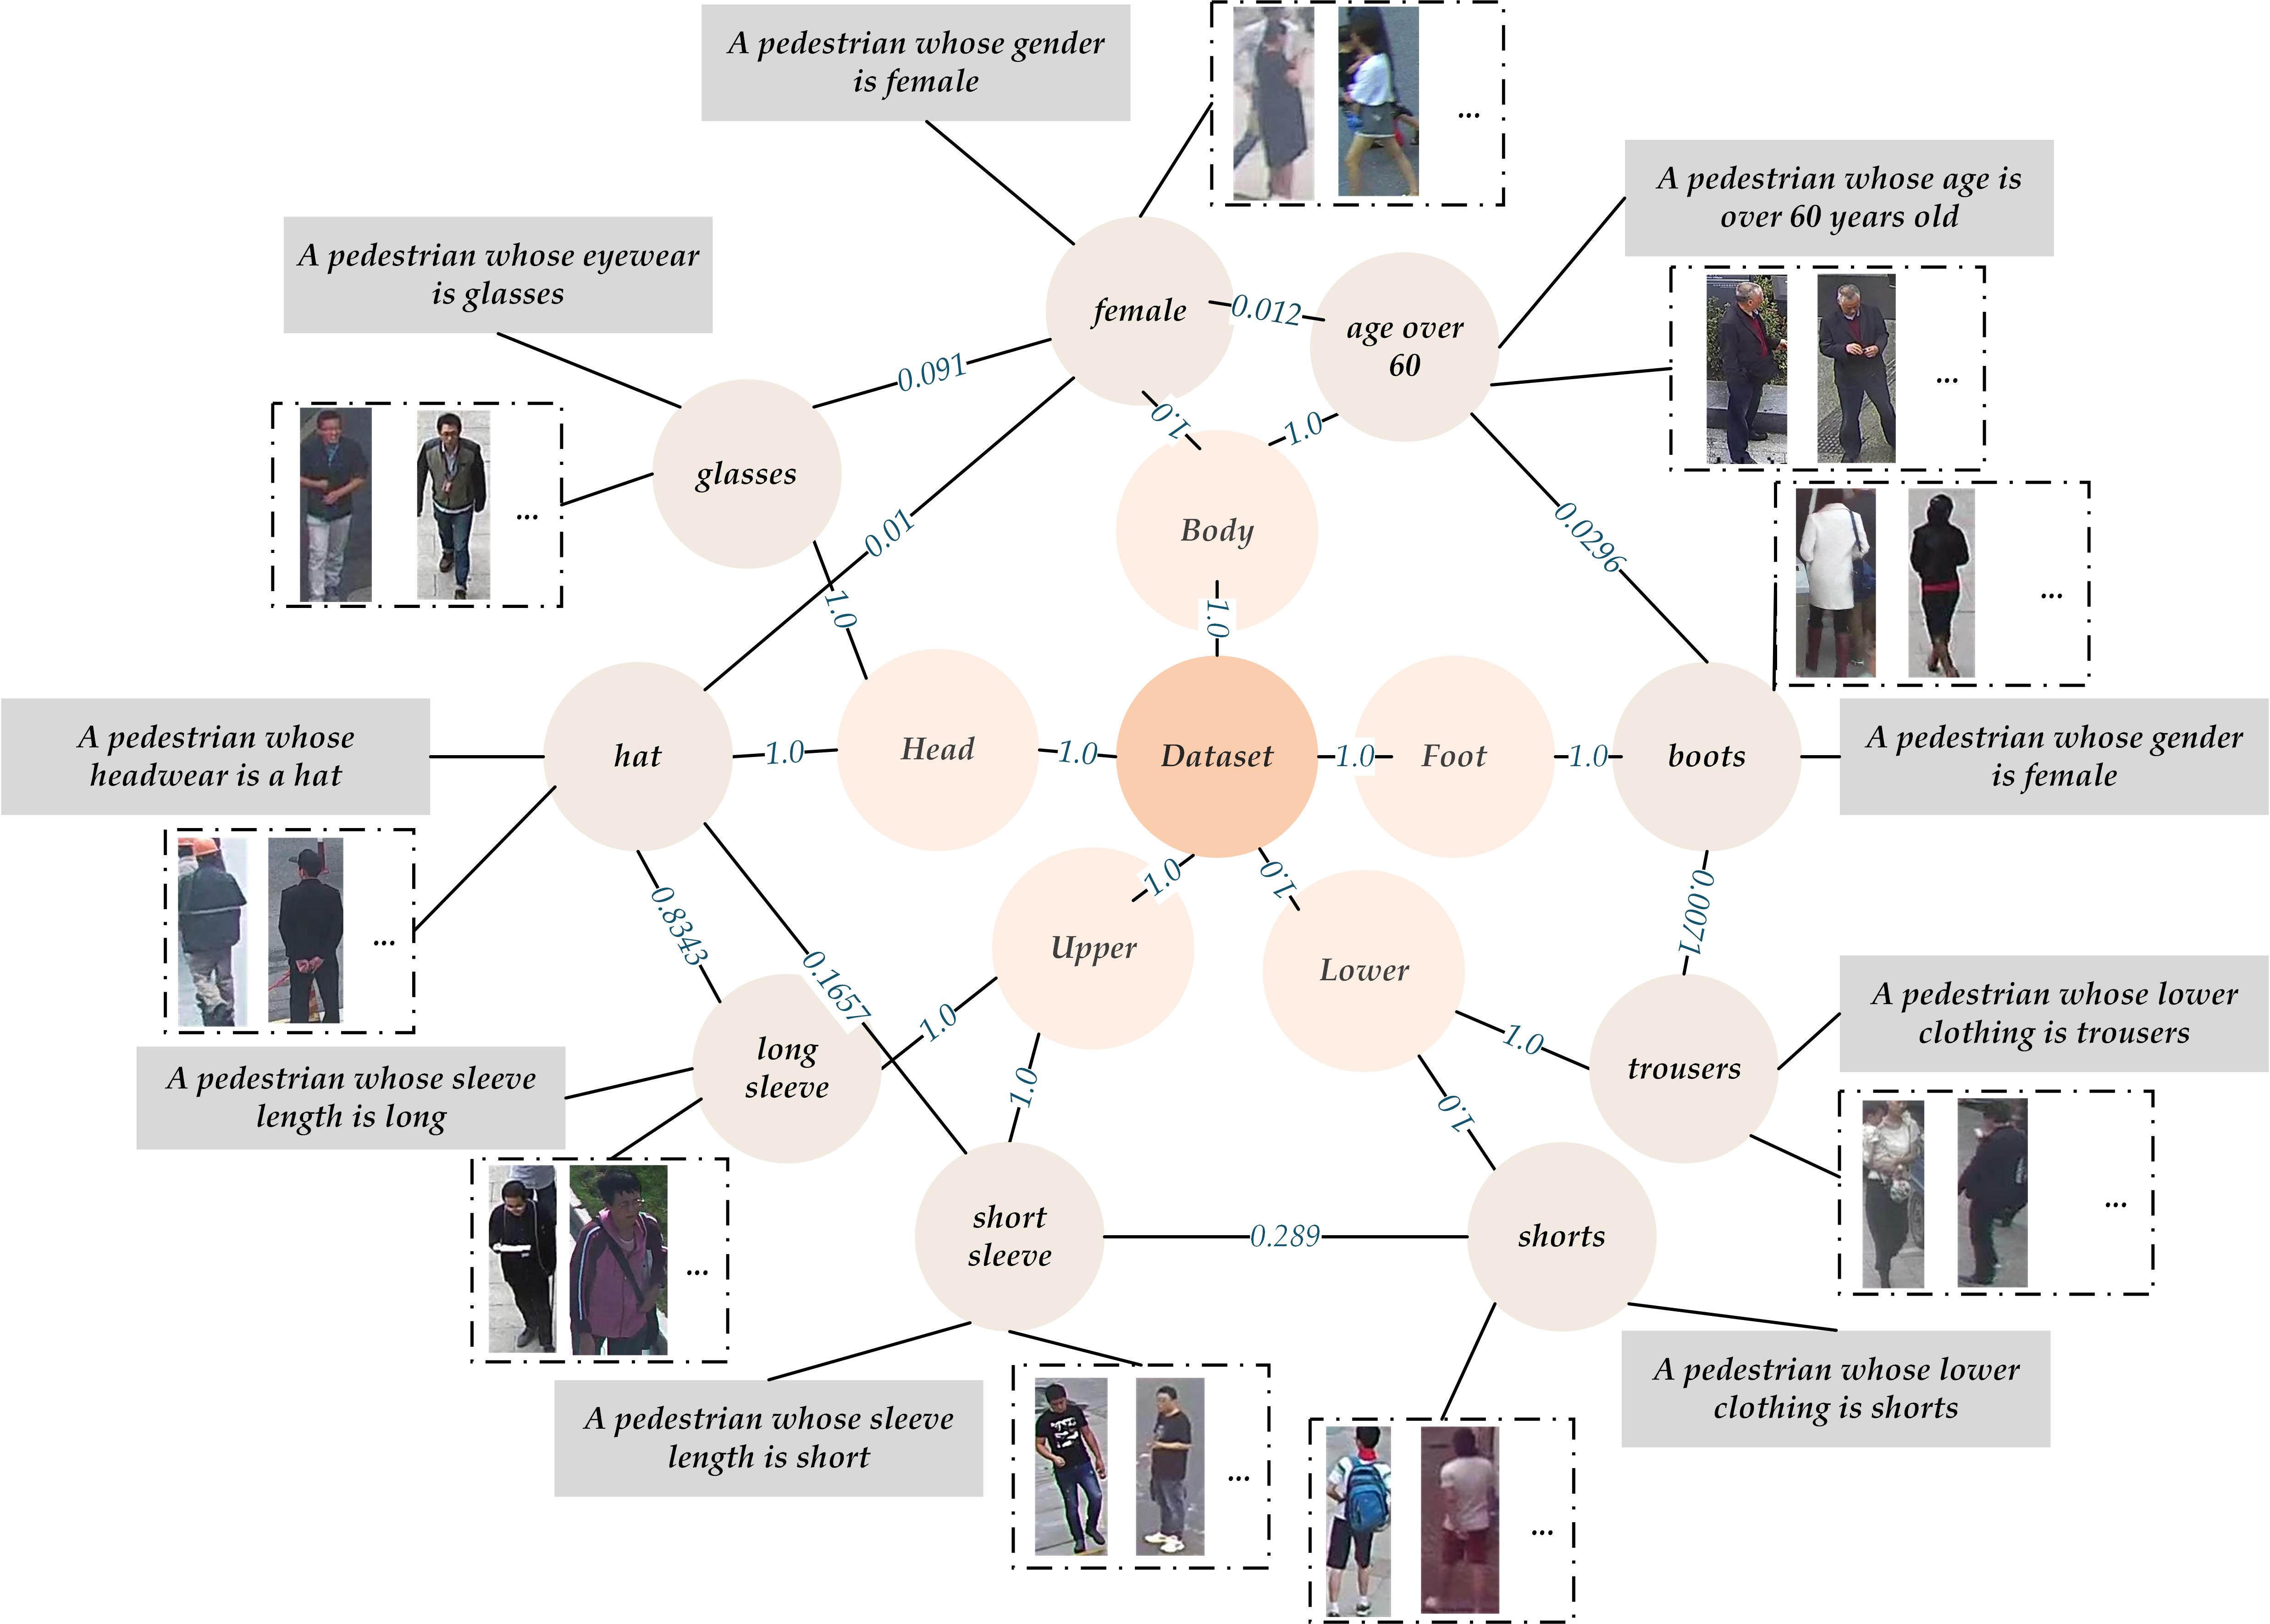 A pedestrian whose gender
is female
...
A pedestrian whose age is
over 60 years old
A pedestrian whose eyewear
is glasses
female
0.012
age over
60
0.091
...
glasses
1.0
1.0
...
0.01
Body
0.0296
1.0
1.0
...
A pedestrian whose
headwear is a hat
hat
1.0
Head
1.0
Dataset
1.0
Foot
1.0
boots
A pedestrian whose gender
is female
...
0.8343
1.0
1.0
0.0071
Upper
Lower
0.1657
1.0
1.0
1.0
1.0
A pedestrian whose lower
clothing is trousers
long
sleeve
trousers
A pedestrian whose sleeve
length is long
...
...
short
sleeve
0.289
shorts
A pedestrian whose lower
clothing is shorts
A pedestrian whose sleeve
length is short
...
...